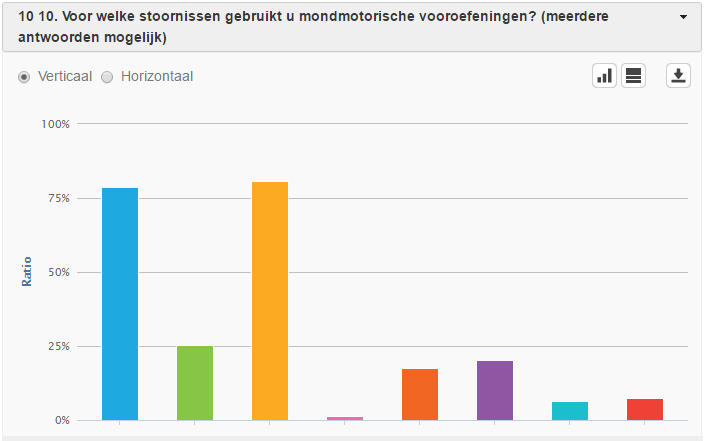 10 10. Voor welke stoornissen gebruikt u mondmotorische vooroefeningen? (meerdere
antwoorden mogelijk)
Verticaal Horizontaal
100%
75%
50%
25%
0%
Ratio